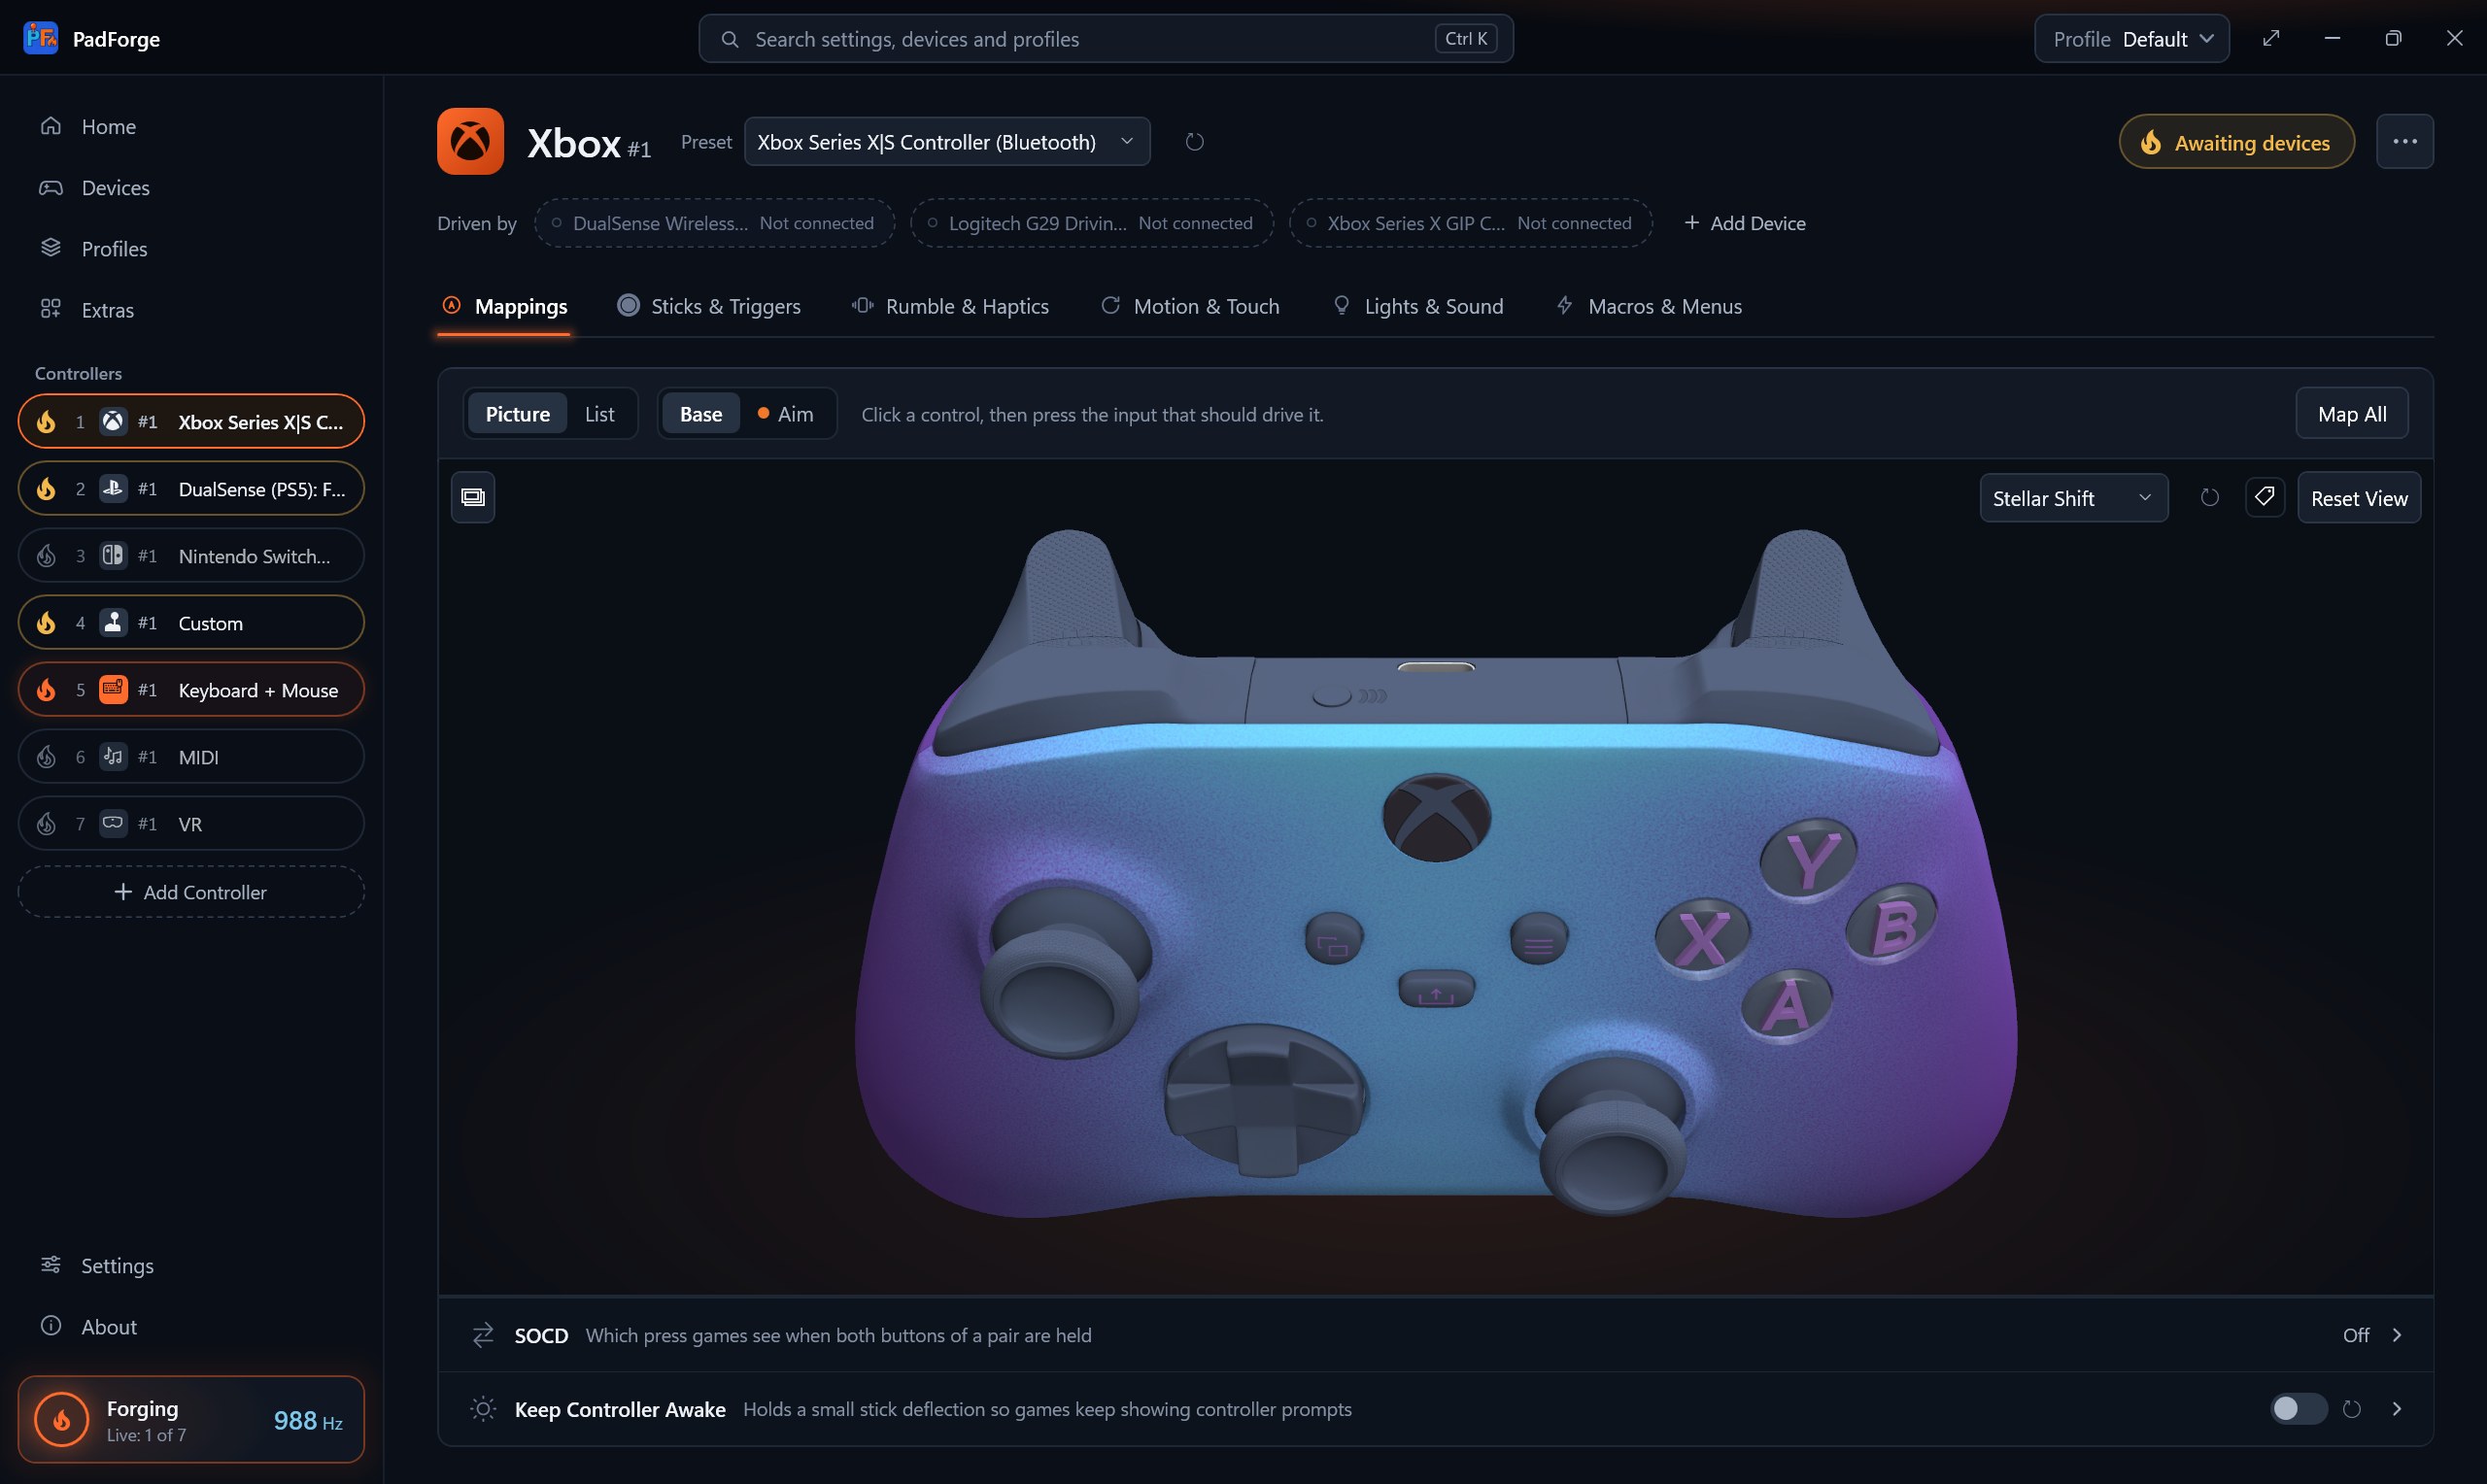 PadForge
Search settings, devices and profiles
Ctrl K
Profile Default
Home
Devices
Profiles
Extras
Controllers
1 #1 Xbox Series X|S C...
2 #1 DualSense (PS5): F...
3 #1 Nintendo Switch...
4 #1 Custom
5 #1 Keyboard + Mouse
6 #1 MIDI
7 #1 VR
+ Add Controller
Settings
About
Forging
Live: 1 of 7
988 Hz
Xbox #1
Preset
Xbox Series X|S Controller (Bluetooth)
Awaiting devices
...
Driven by
DualSense Wireless... Not connected
Logitech G29 Drivin... Not connected
Xbox Series X GIP C... Not connected
+ Add Device
Mappings
Sticks & Triggers
Rumble & Haptics
Motion & Touch
Lights & Sound
Macros & Menus
Picture
List
Base
Aim
Click a control, then press the input that should drive it.
Map All
Stellar Shift
Reset View
Y
X
B
A
SOCD Which press games see when both buttons of a pair are held
Off
Keep Controller Awake Holds a small stick deflection so games keep showing controller prompts